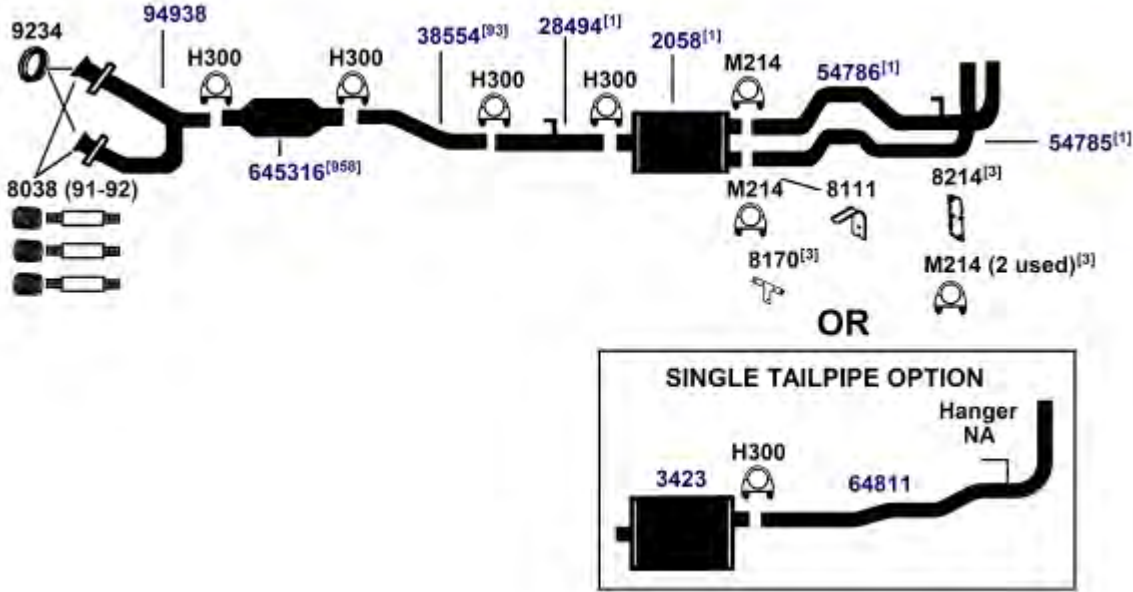 94938
9234
H300
H300
38554[93]
28494[1]
2058[1]
H300
H300
M214
54786[1]
645316[958]
54785[1]
8038 (91-92)
M214
8111
8214[3]
8170[3]
M214 (2 used)[3]
OR
SINGLE TAILPIPE OPTION
Hanger
NA
H300
3423
64811